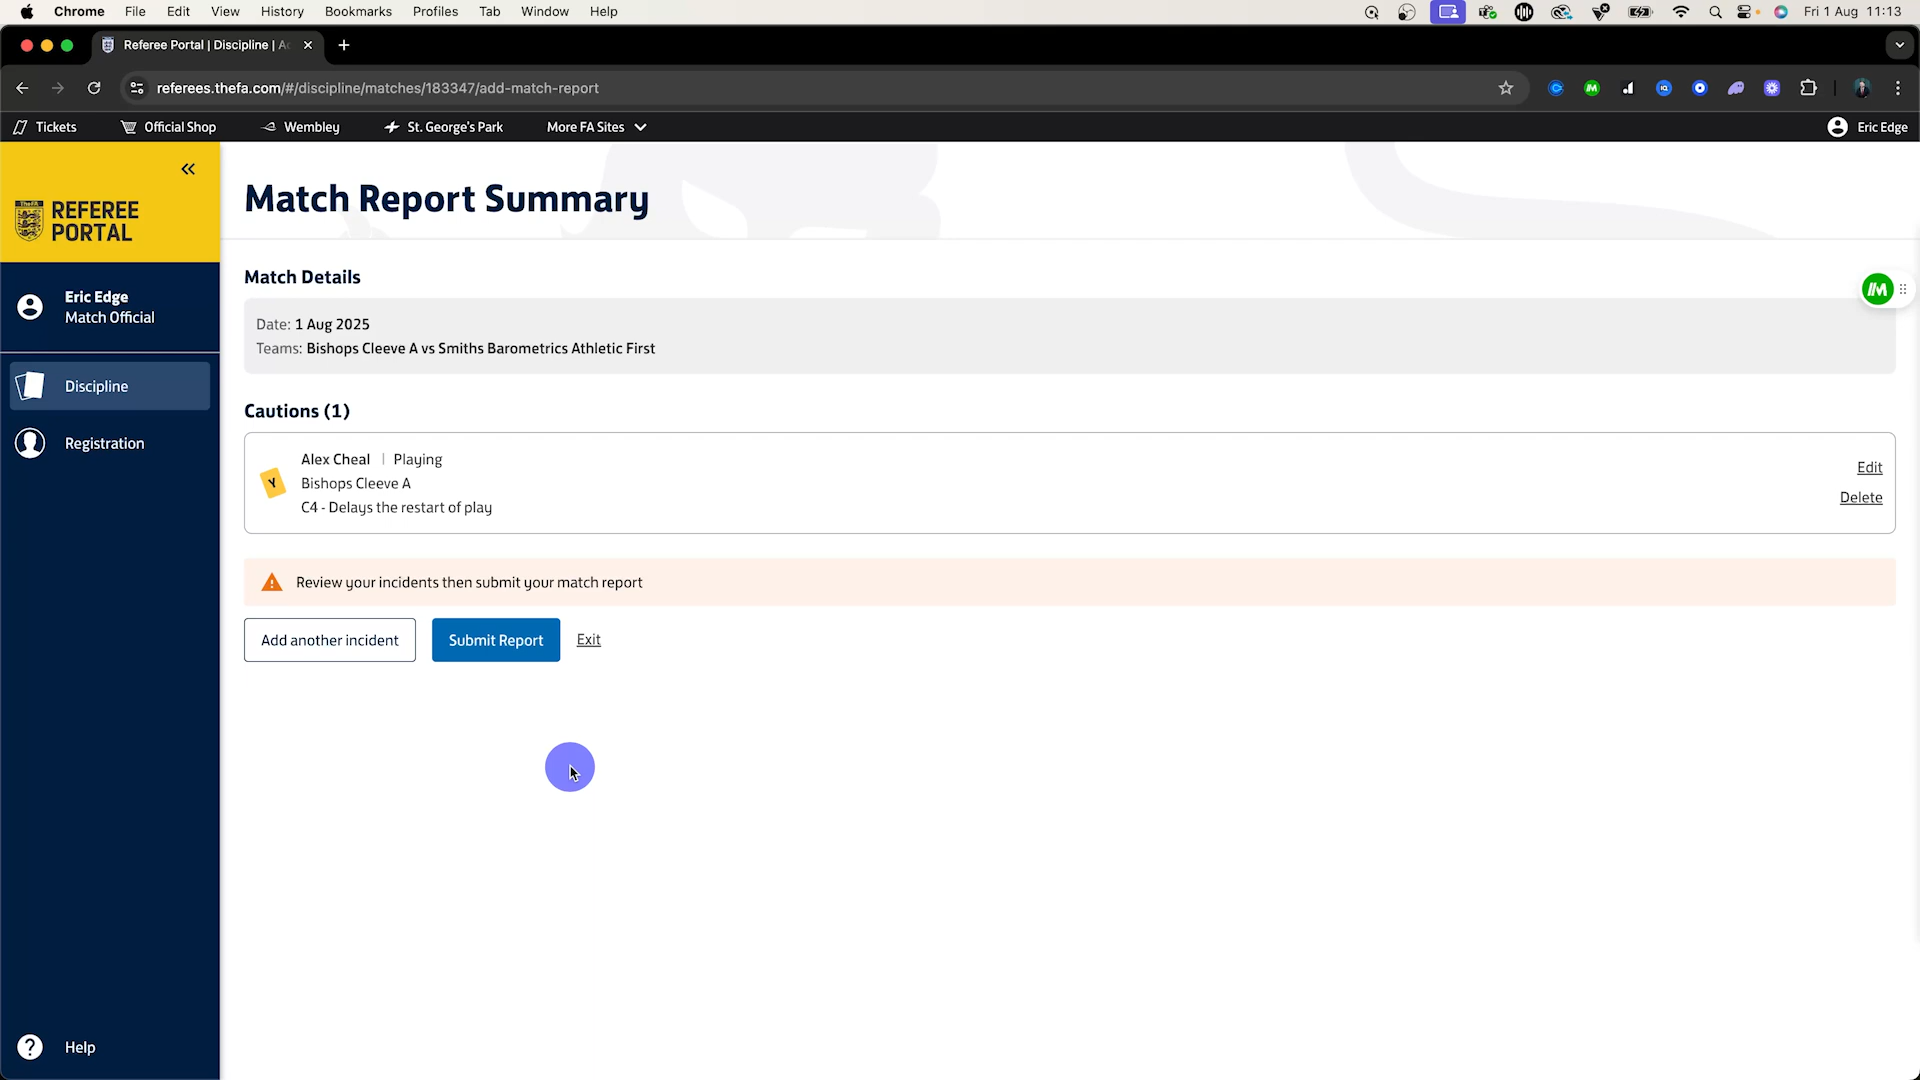 Chrome File Edit View History Bookmarks Profiles Tab Window Help Fri 1 Aug 11:13
Referee Portal | Discipline | A
referees.thefa.com/#/discipline/matches/183347/add-match-report
Tickets Official Shop Wembley St. George's Park More FA Sites Eric Edge
TheFA
REFEREE
PORTAL
Eric Edge
Match Official
Discipline
Registration
Help
Match Report Summary
Match Details
Date: 1 Aug 2025
Teams: Bishops Cleeve A vs Smiths Barometrics Athletic First
Cautions (1)
Y
Alex Cheal | Playing
Bishops Cleeve A
C4 - Delays the restart of play
Edit
Delete
Review your incidents then submit your match report
Add another incident Submit Report Exit